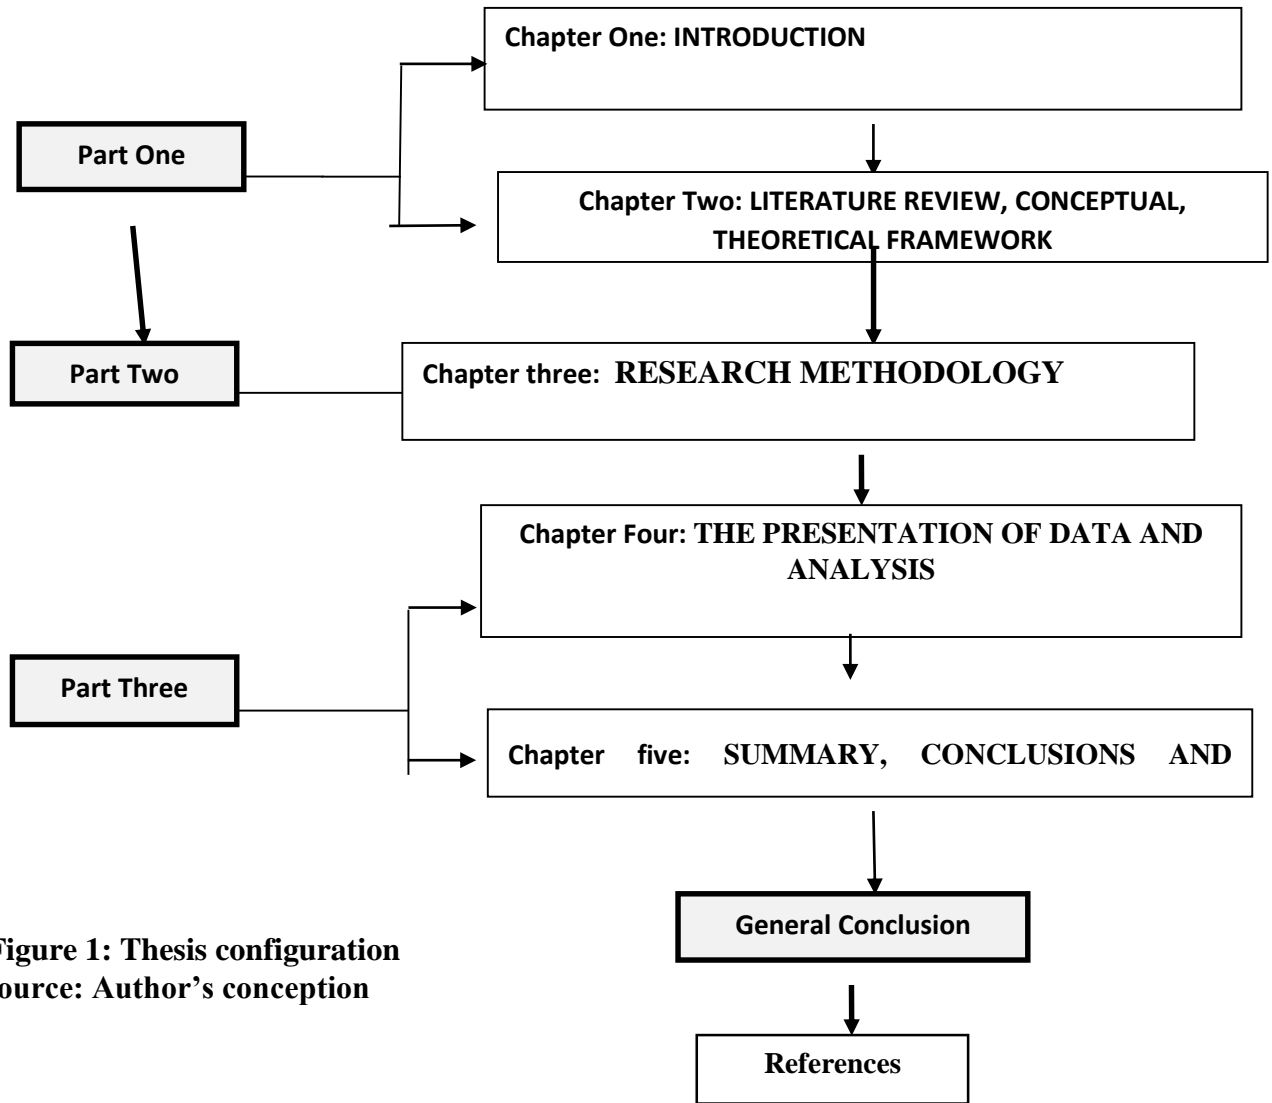 Chapter One: INTRODUCTION
Part One
Chapter Two: LITERATURE REVIEW, CONCEPTUAL,
THEORETICAL FRAMEWORK
Part Two
Chapter three: RESEARCH METHODOLOGY
Chapter Four: THE PRESENTATION OF DATA AND
ANALYSIS
Part Three
Chapter five: SUMMARY, CONCLUSIONS AND
General Conclusion
Figure 1: Thesis configuration
ource: Author’s conception
References